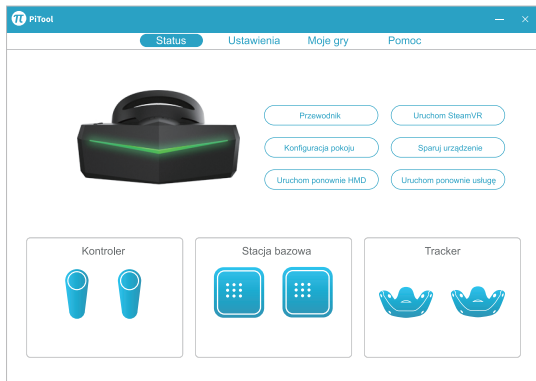 PiTool
Status Ustawienia Moje gry Pomoc
Przewodnik Uruchom SteamVR
Konfiguracja pokoju Sparuj urządzenie
Uruchom ponownie HMD Uruchom ponownie usługę
Kontroler Stacja bazowa Tracker